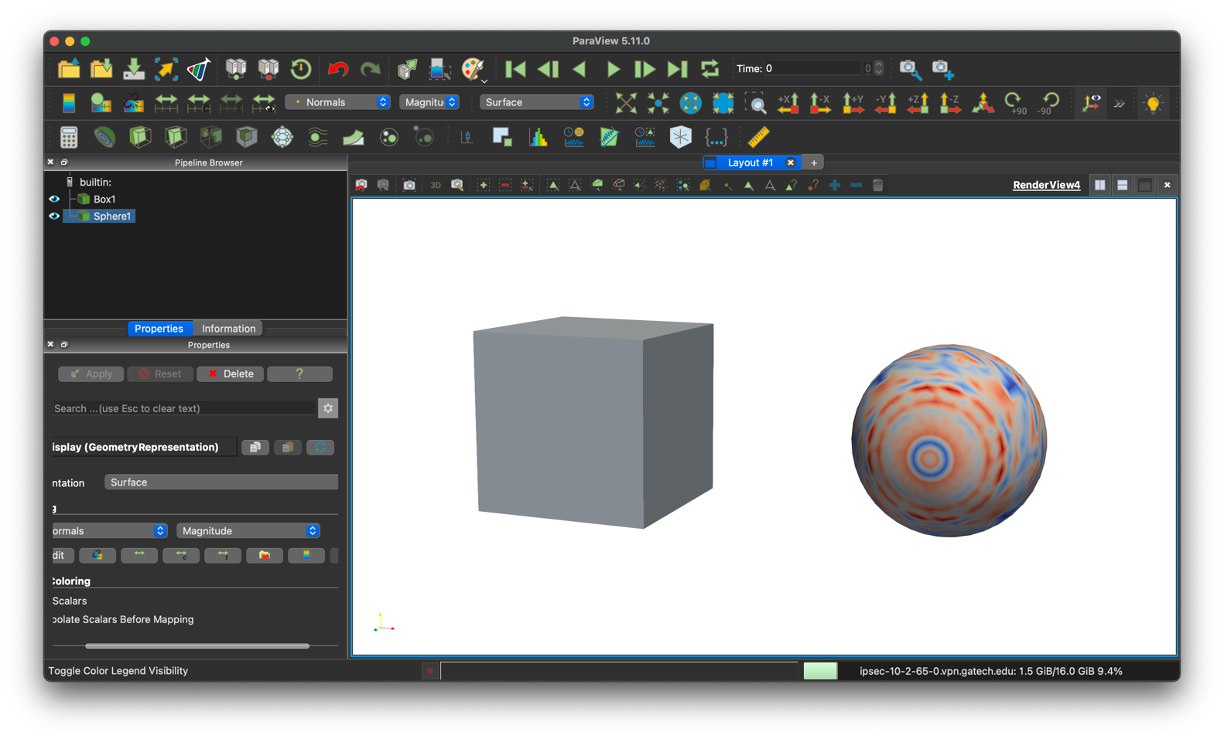 ParaView 5.11.0
3D
Time: 0
0
Normals
Magnitu
Surface
+X
-X
+Y
-Y
+Z
-Z
+90
-90
»
{...}
Pipeline Browser
Layout #1
+
builtin:
Box1
Sphere1
3D
RenderView4
Properties
Information
Properties
Apply
Reset
Delete
?
Search ...(use Esc to clear text)
isplay (GeometryRepresentation)
ntation
Surface
g
ormals
Magnitude
dit
Coloring
Scalars
polate Scalars Before Mapping
Toggle Color Legend Visibility
ipsec-10-2-65-0.vpn.gatech.edu: 1.5 GiB/16.0 GiB 9.4%